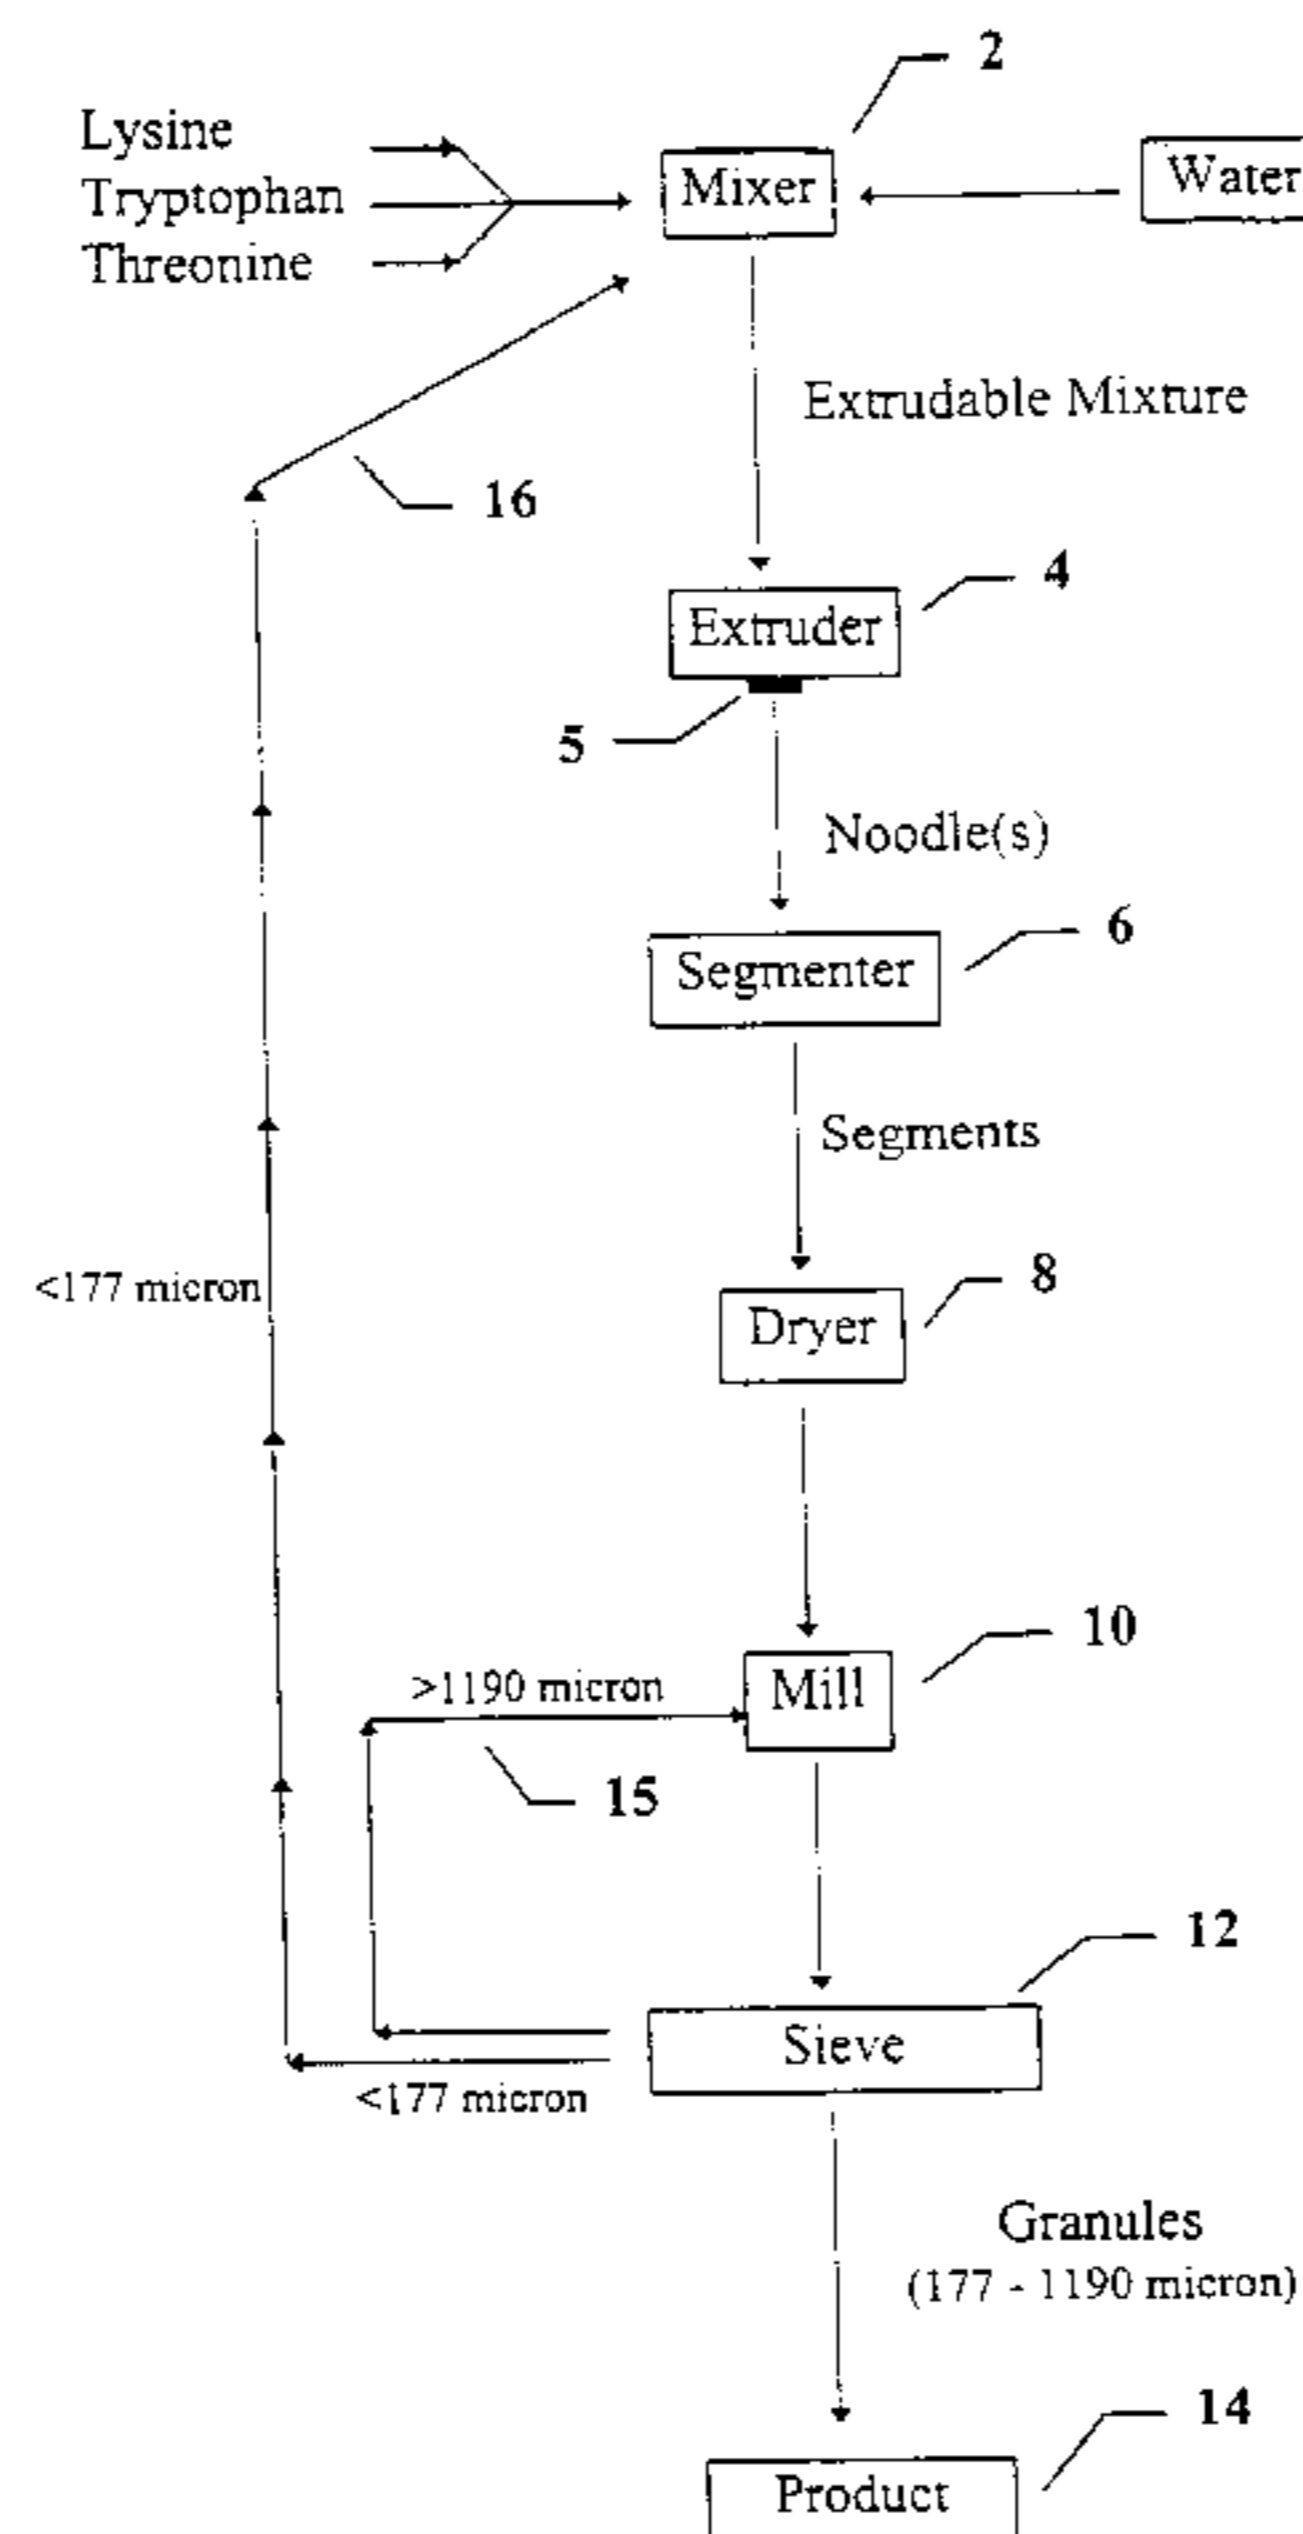 2
Lysine
Tryptophan
Threonine
Mixer
Water
Extrudable Mixture
16
4
Extruder
5
Noodle(s)
6
Segmenter
Segments
<177 micron
8
Dryer
10
>1190 micron
Mill
15
12
Sieve
<177 micron
Granules
(177 - 1190 micron)
14
Product